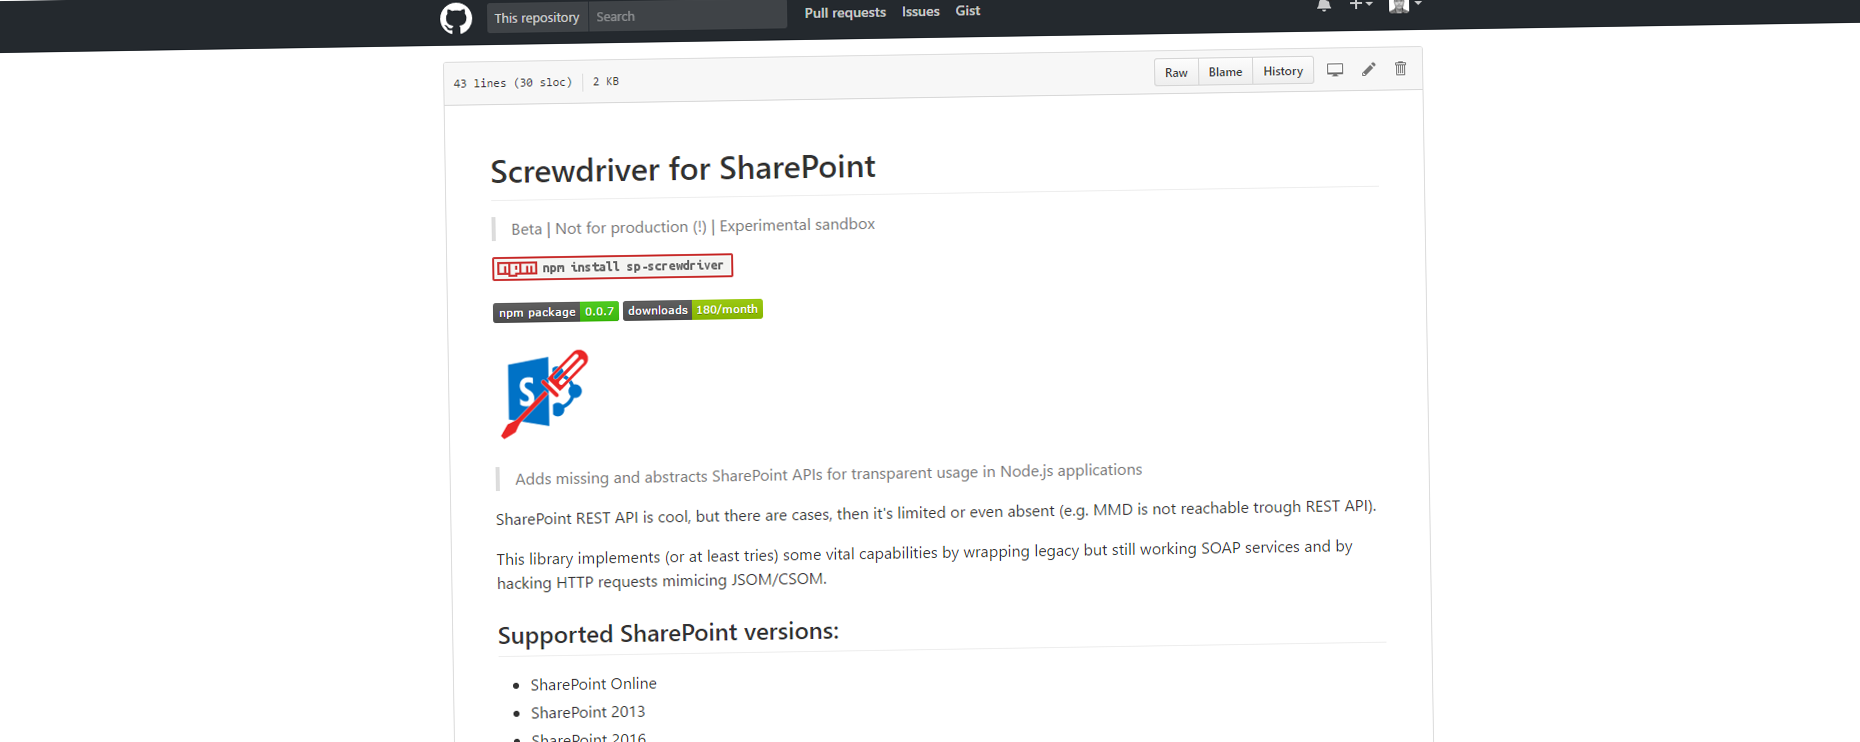 This repository Search Pull requests Issues Gist
43 lines (30 sloc) 2 KB Raw Blame History
Screwdriver for SharePoint
Beta | Not for production (!) | Experimental sandbox
npm npm install sp-screwdriver
npm package 0.0.7 downloads 180/month
S
Adds missing and abstracts SharePoint APIs for transparent usage in Node.js applications
SharePoint REST API is cool, but there are cases, then it's limited or even absent (e.g. MMD is not reachable trough REST API).
This library implements (or at least tries) some vital capabilities by wrapping legacy but still working SOAP services and by
hacking HTTP requests mimicing JSOM/CSOM.
Supported SharePoint versions:
• SharePoint Online
• SharePoint 2013
• SharePoint 2016